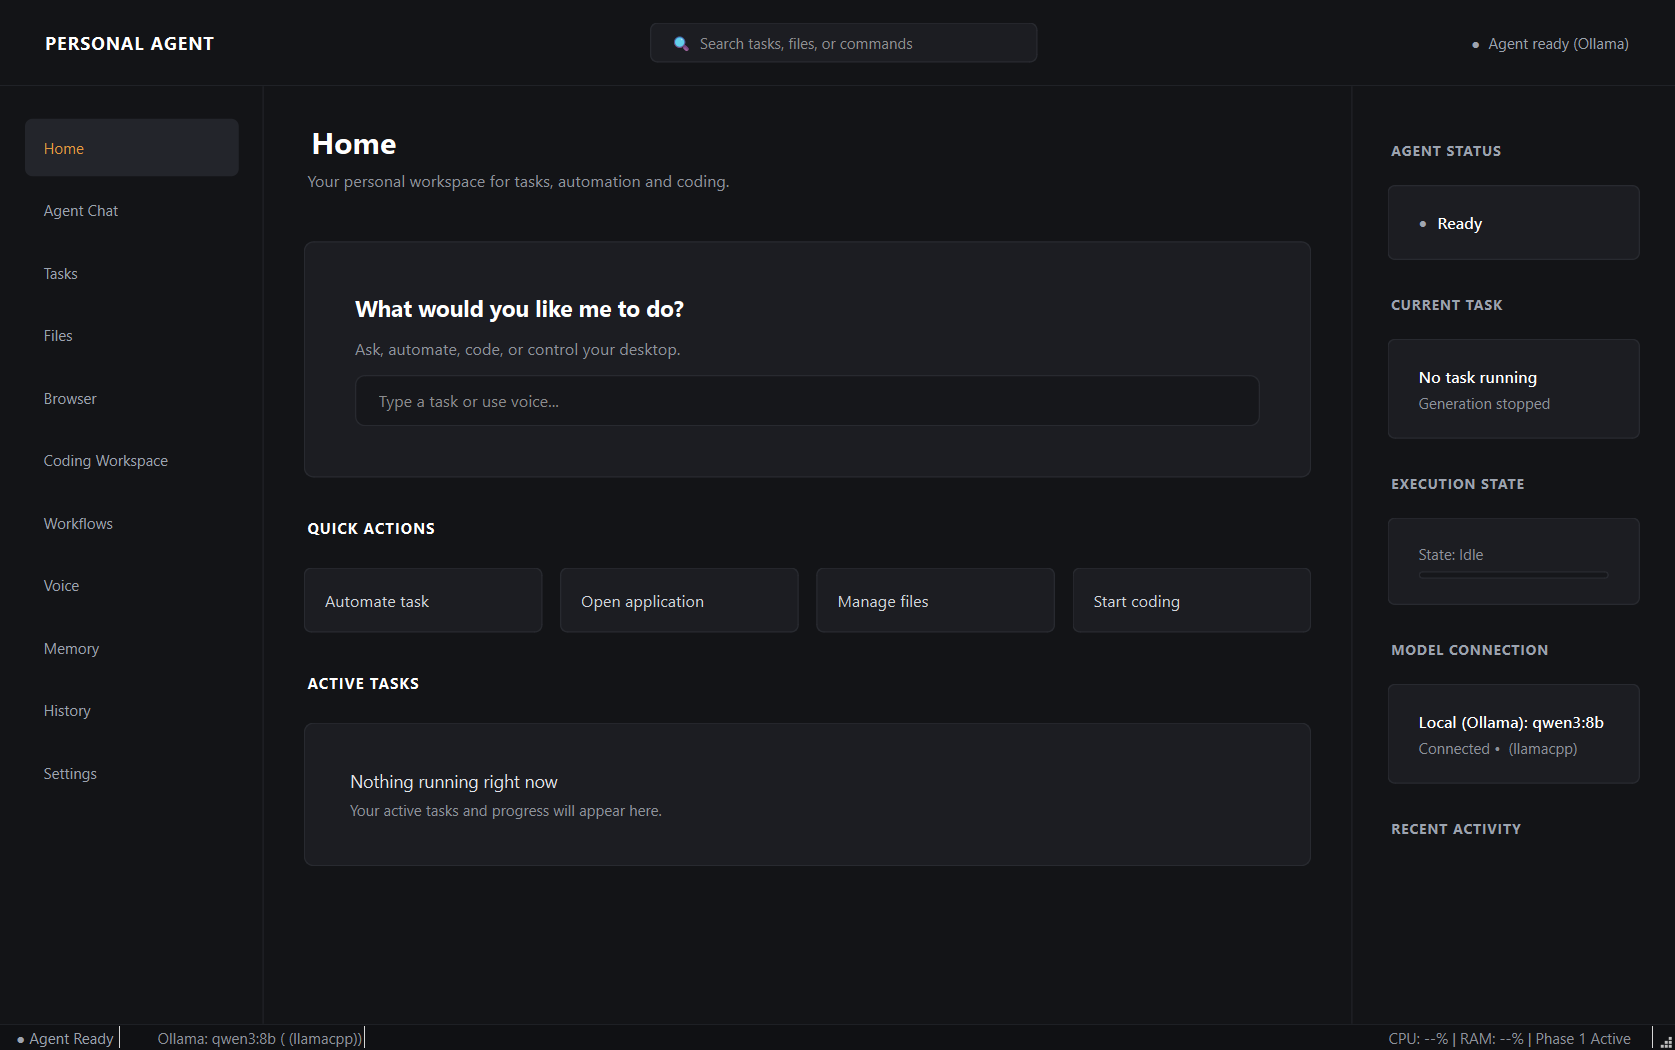 PERSONAL AGENT
Search tasks, files, or commands
● Agent ready (Ollama)
Home
Agent Chat
Tasks
Files
Browser
Coding Workspace
Workflows
Voice
Memory
History
Settings
Home
Your personal workspace for tasks, automation and coding.
What would you like me to do?
Ask, automate, code, or control your desktop.
Type a task or use voice...
QUICK ACTIONS
Automate task
Open application
Manage files
Start coding
ACTIVE TASKS
Nothing running right now
Your active tasks and progress will appear here.
AGENT STATUS
● Ready
CURRENT TASK
No task running
Generation stopped
EXECUTION STATE
State: Idle
MODEL CONNECTION
Local (Ollama): qwen3:8b
Connected • (llamacpp)
RECENT ACTIVITY
● Agent Ready
Ollama: qwen3:8b ( (llamacpp))
CPU: --% | RAM: --% | Phase 1 Active